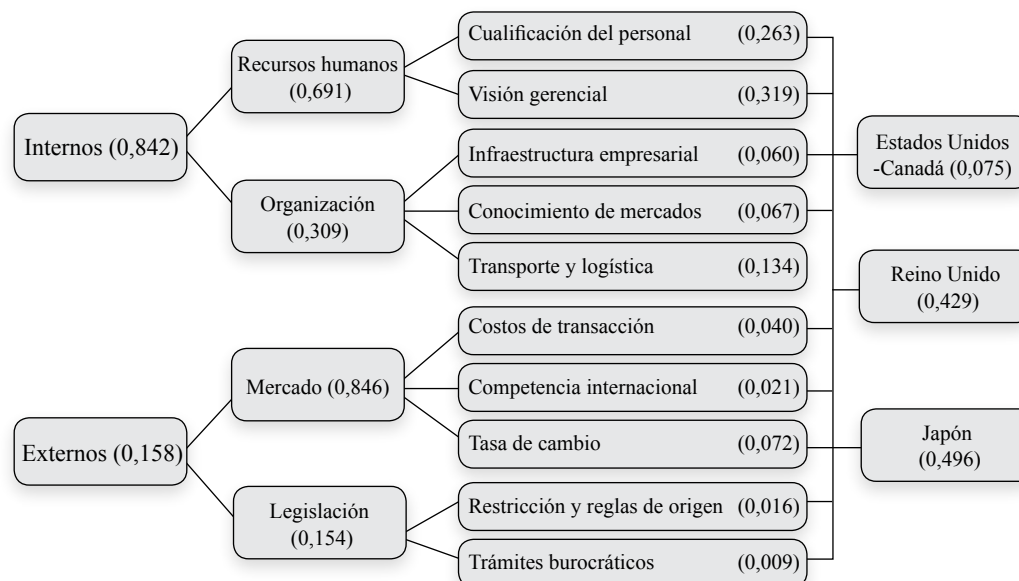 Internos (0,842)
Recursos humanos
(0,691)
Cualificación del personal (0,263)
Visión gerencial (0,319)
Organización
(0,309)
Infraestructura empresarial (0,060)
Conocimiento de mercados (0,067)
Transporte y logística (0,134)
Externos (0,158)
Mercado (0,846)
Costos de transacción (0,040)
Competencia internacional (0,021)
Tasa de cambio (0,072)
Legislación
(0,154)
Restricción y reglas de origen (0,016)
Trámites burocráticos (0,009)
Estados Unidos
-Canadá (0,075)
Reino Unido
(0,429)
Japón
(0,496)